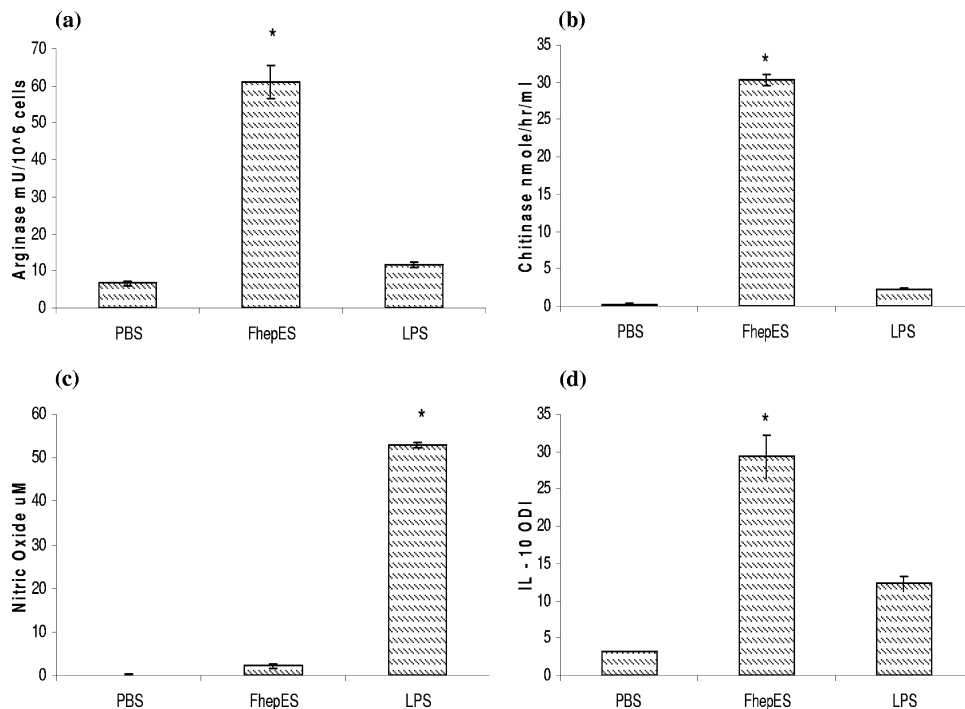 (a)
*
70
60
50
40
30
20
10
0
Arginase mU/10^6 cells
PBS FhepES LPS
(b)
*
35
30
25
20
15
10
5
0
Chitinase nmole/hr/ml
PBS FhepES LPS
(c)
*
60
50
40
30
20
10
0
Nitric Oxide uM
PBS FhepES LPS
(d)
*
35
30
25
20
15
10
5
0
IL - 10 ODI
PBS FhepES LPS